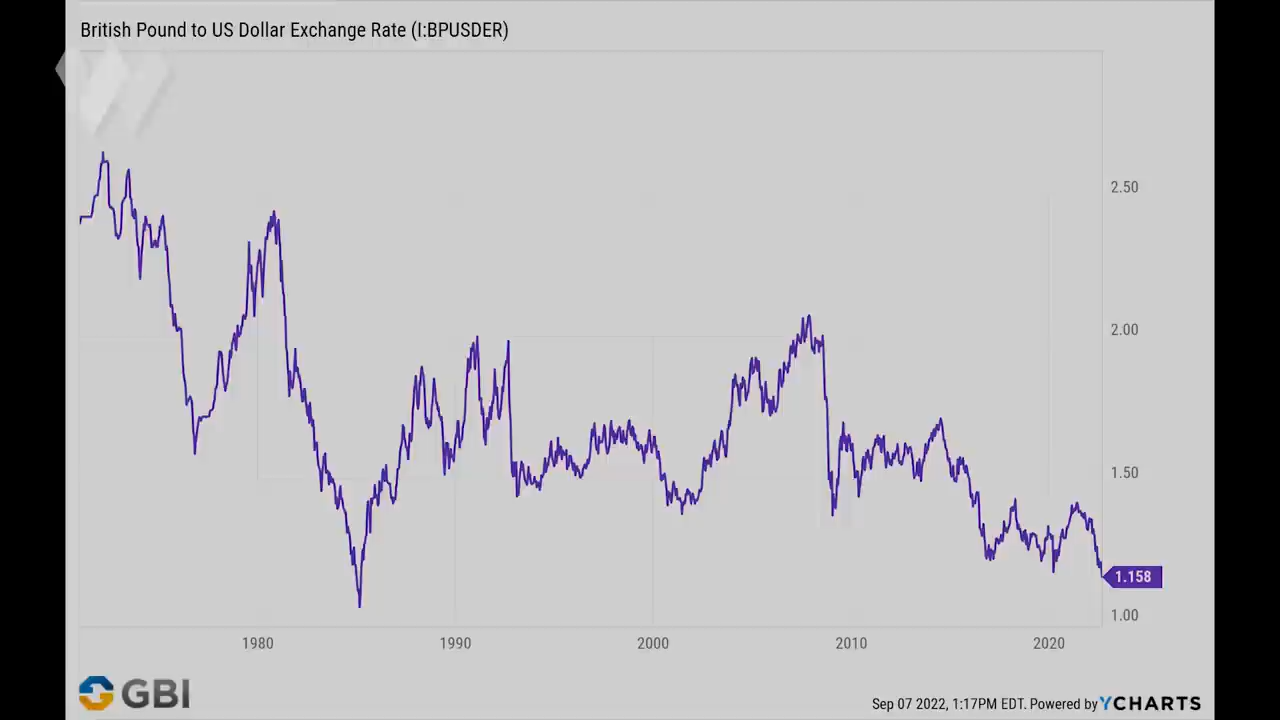 British Pound to US Dollar Exchange Rate (I:BPUSDER)
2.50
2.00
1.50
1.158
1.00
1980 1990 2000 2010 2020
GBI
Sep 07 2022, 1:17PM EDT. Powered by YCHARTS